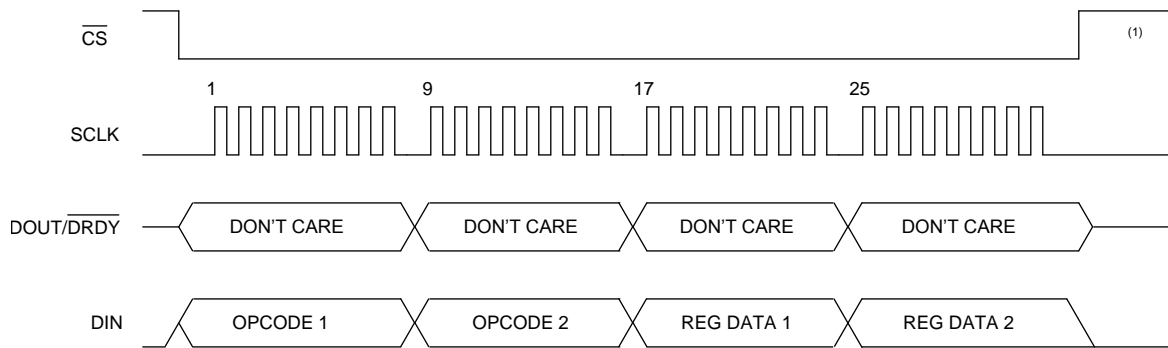 CS
(1)
1 9 17 25
SCLK
DOUT/DRDY DON'T CARE DON'T CARE DON'T CARE DON'T CARE
DIN OPCODE 1 OPCODE 2 REG DATA 1 REG DATA 2